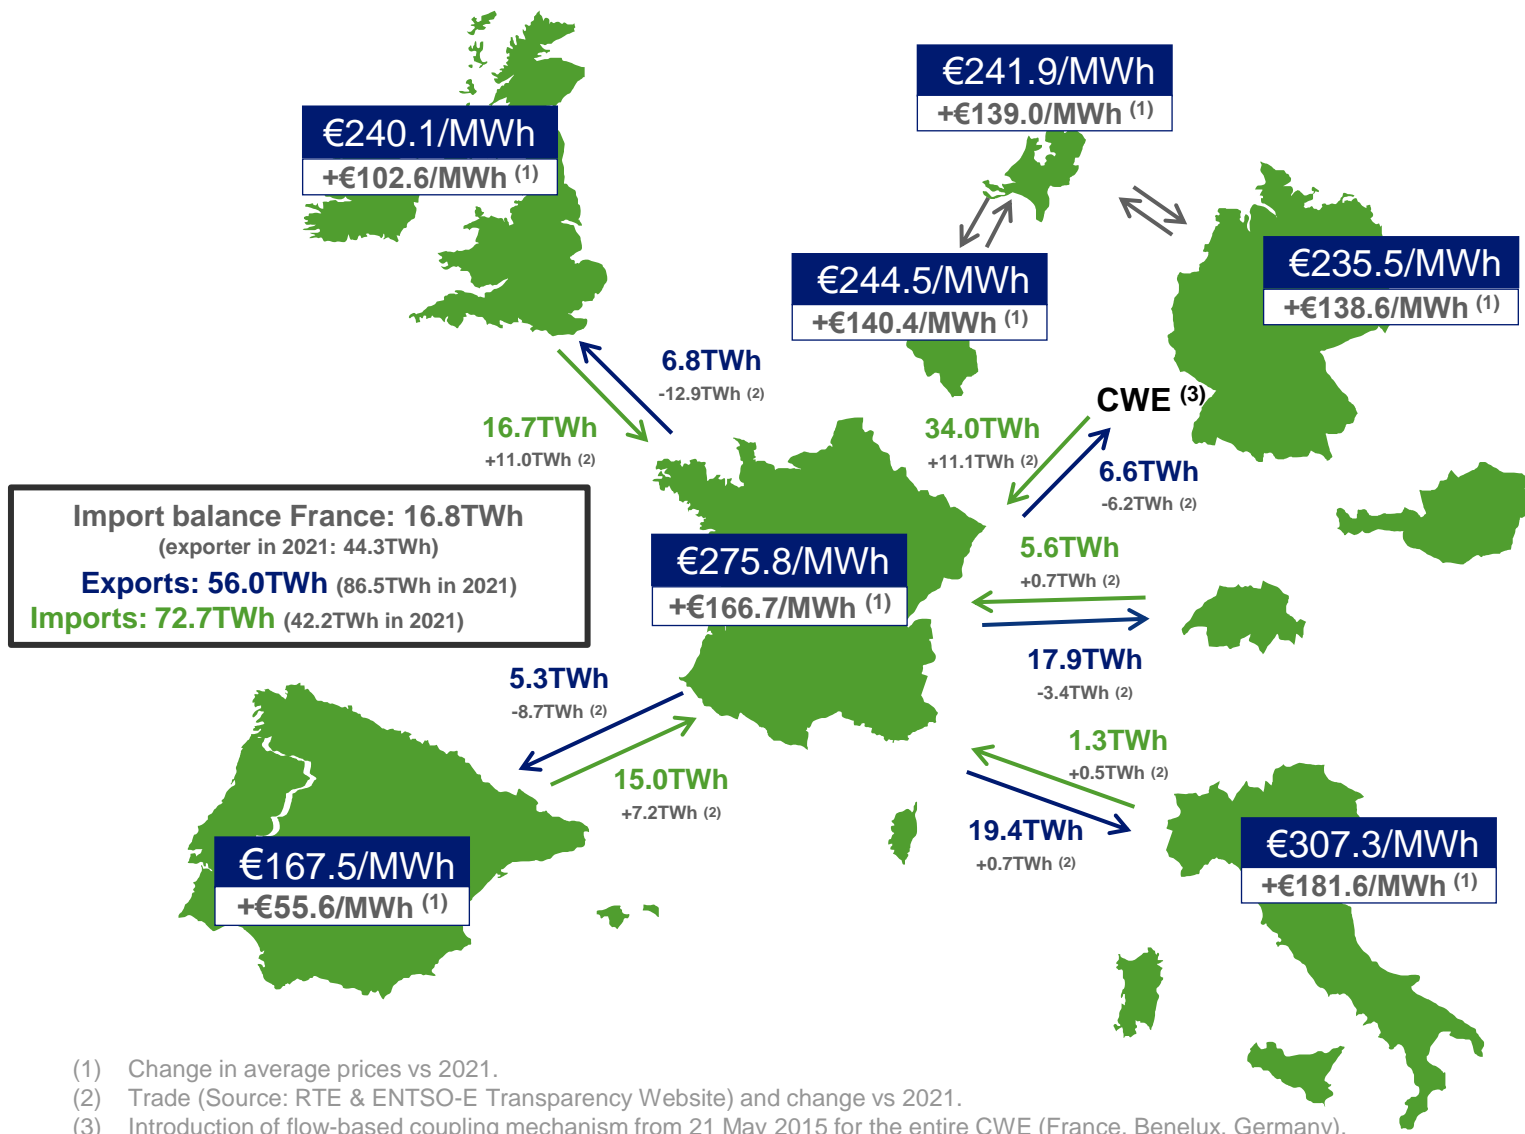 €240.1/MWh
+€102.6/MWh (1)
€241.9/MWh
+€139.0/MWh (1)
€244.5/MWh
+€140.4/MWh (1)
€235.5/MWh
+€138.6/MWh (1)
6.8TWh
-12.9TWh (2)
16.7TWh
+11.0TWh (2)
CWE (3)
34.0TWh
+11.1TWh (2)
6.6TWh
-6.2TWh (2)
Import balance France: 16.8TWh
(exporter in 2021: 44.3TWh)
Exports: 56.0TWh (86.5TWh in 2021)
Imports: 72.7TWh (42.2TWh in 2021)
€275.8/MWh
+€166.7/MWh (1)
5.6TWh
+0.7TWh (2)
17.9TWh
-3.4TWh (2)
5.3TWh
-8.7TWh (2)
15.0TWh
+7.2TWh (2)
1.3TWh
+0.5TWh (2)
19.4TWh
+0.7TWh (2)
€167.5/MWh
+€55.6/MWh (1)
€307.3/MWh
+€181.6/MWh (1)
(1) Change in average prices vs 2021.
(2) Trade (Source: RTE & ENTSO-E Transparency Website) and change vs 2021.
(3) Introduction of flow-based coupling mechanism from 21 May 2015 for the entire CWE (France, Benelux, Germany).